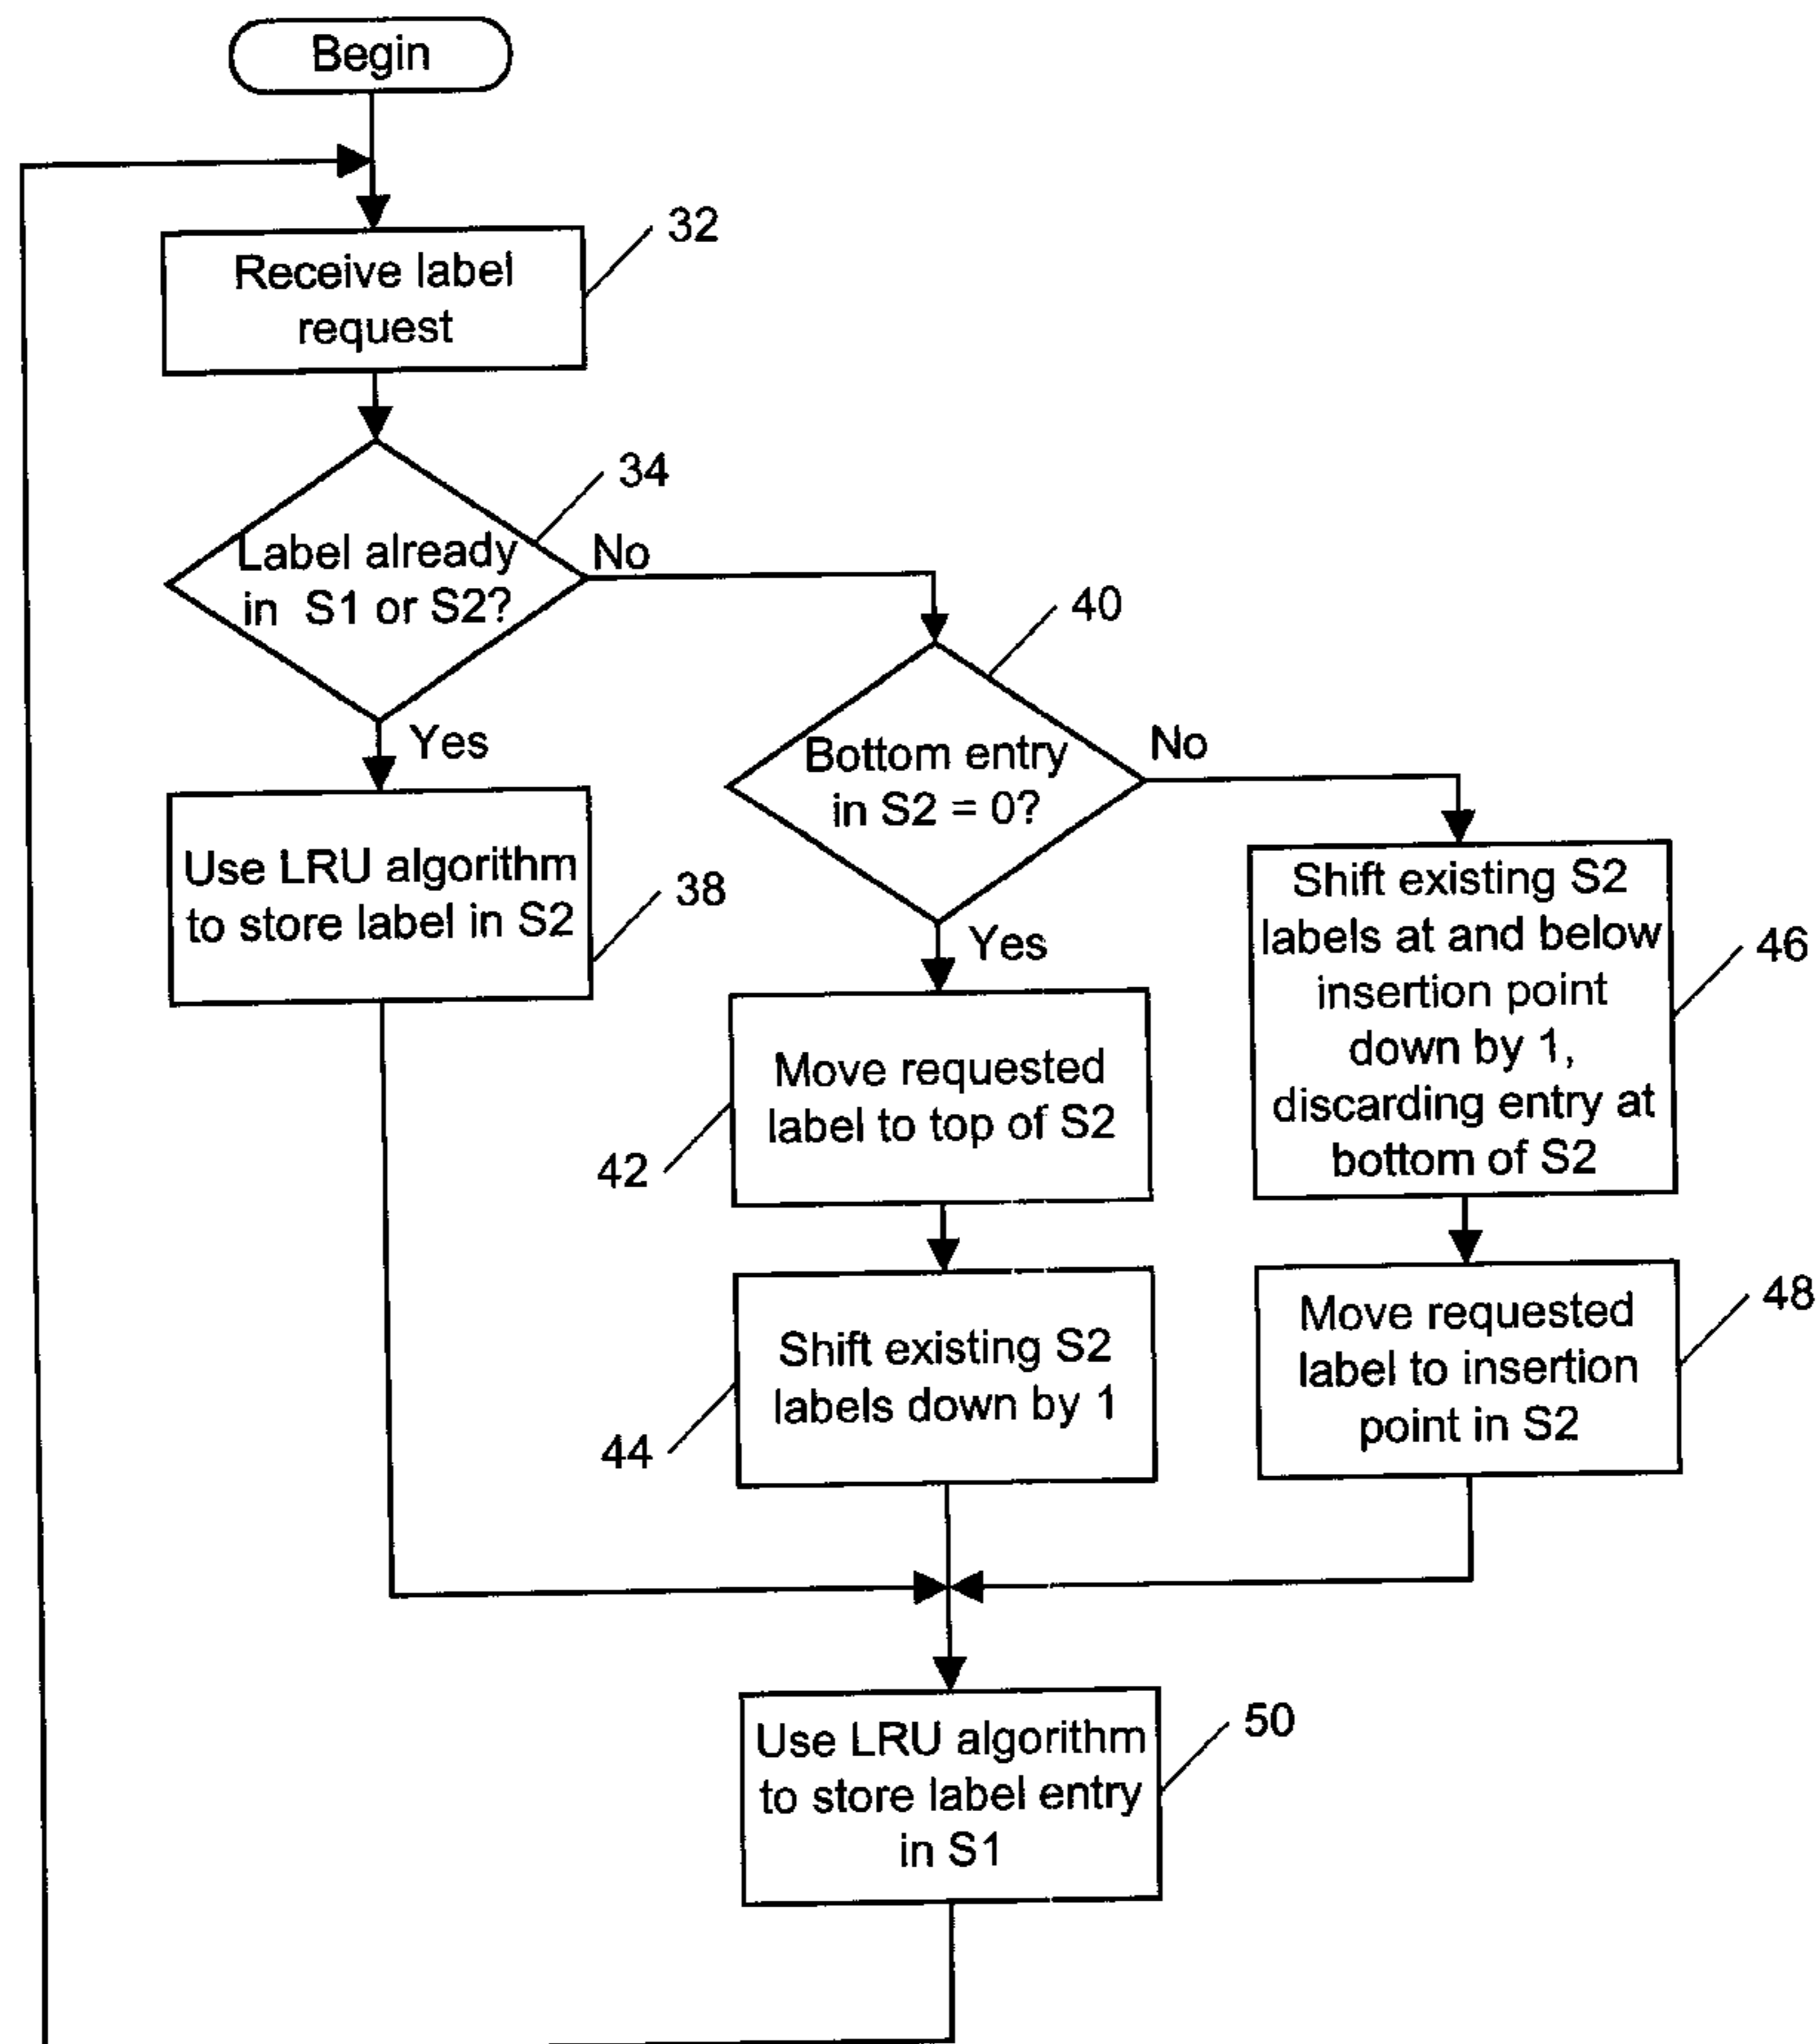 Begin
32
Receive label
request
34
Label already
in S1 or S2?
No
Yes
40
Bottom entry
in S2 = 0?
No
Yes
Use LRU algorithm
to store label in S2
38
Shift existing S2
labels at and below
insertion point
down by 1,
discarding entry at
bottom of S2
46
Move requested
label to top of S2
42
Shift existing S2
labels down by 1
44
Move requested
label to insertion
point in S2
48
Use LRU algorithm
to store label entry
in S1
50